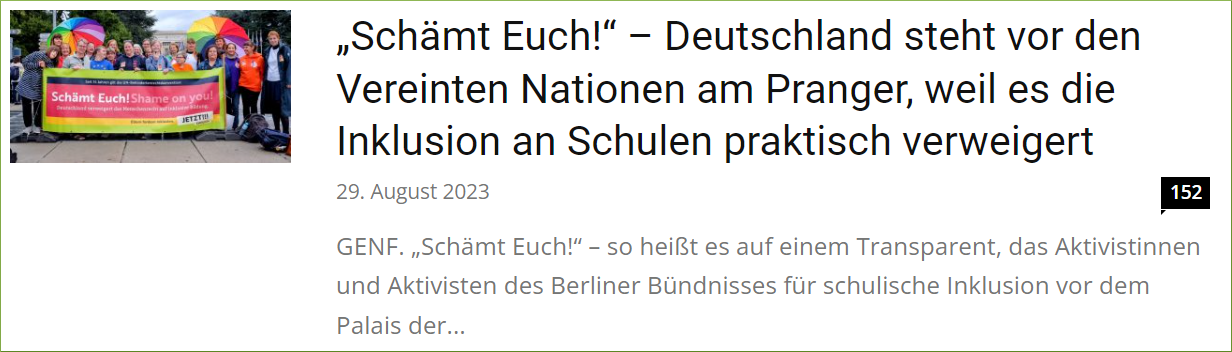 Schämt Euch! Shame on you!
JETZT!!!
„Schämt Euch!“ – Deutschland steht vor den
Vereinten Nationen am Pranger, weil es die
Inklusion an Schulen praktisch verweigert
29. August 2023
152
GENF. „Schämt Euch!“ – so heißt es auf einem Transparent, das Aktivistinnen
und Aktivisten des Berliner Bündnisses für schulische Inklusion vor dem
Palais der...